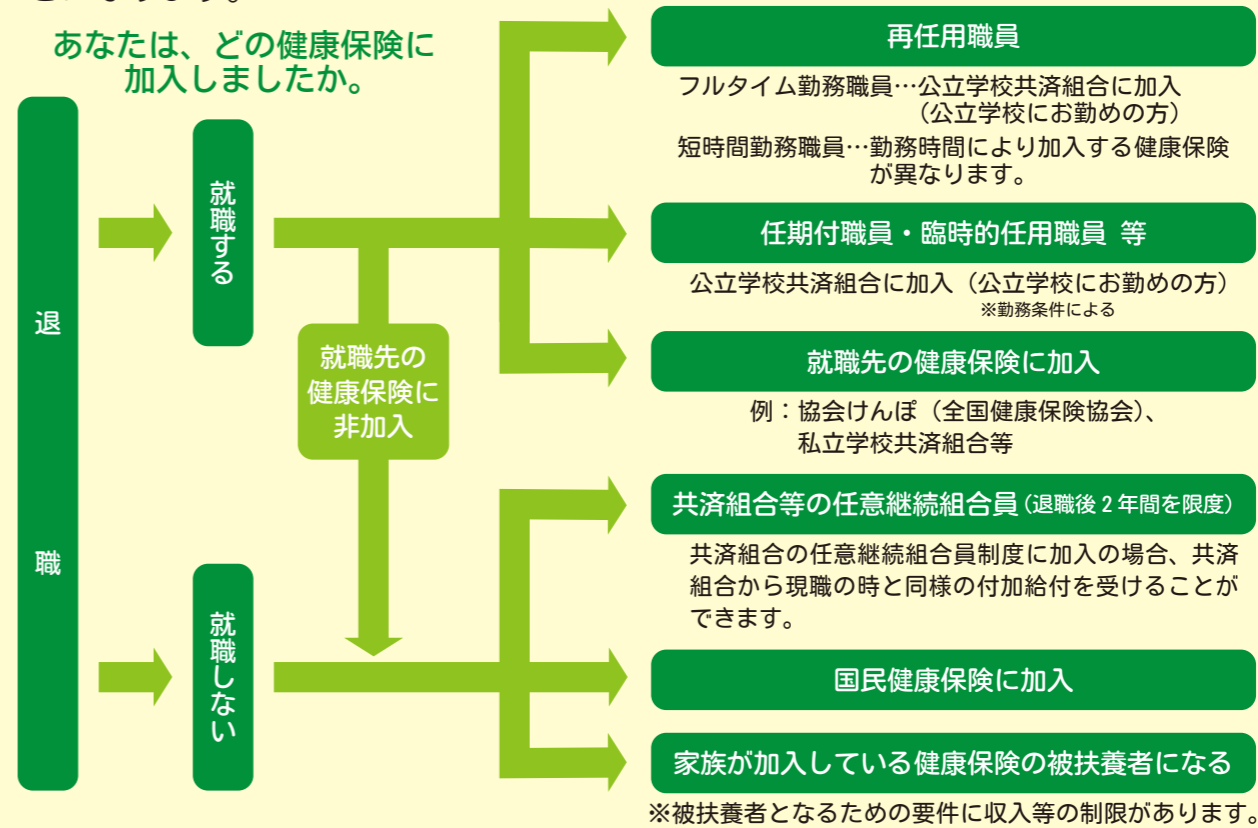 あなたは、どの健康保険に
加入しましたか。
退職
就職する
就職先の
健康保険に
非加入
就職しない
再任用職員
フルタイム勤務職員…公立学校共済組合に加入
（公立学校にお勤めの方）
短時間勤務職員…勤務時間により加入する健康保険
が異なります。
任期付職員・臨時的任用職員 等
公立学校共済組合に加入（公立学校にお勤めの方）
※勤務条件による
就職先の健康保険に加入
例：協会けんぽ（全国健康保険協会）、
私立学校共済組合等
共済組合等の任意継続組合員（退職後２年間を限度）
共済組合の任意継続組合員制度に加入の場合、共済
組合から現職の時と同様の付加給付を受けることが
できます。
国民健康保険に加入
家族が加入している健康保険の被扶養者になる
※被扶養者となるための要件に収入等の制限があります。